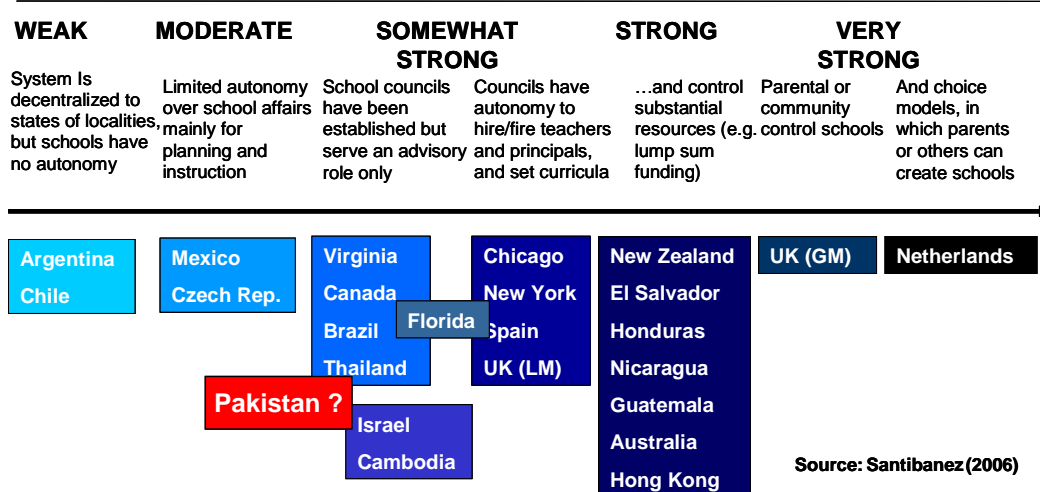 WEAK
MODERATE
SOMEWHAT
STRONG
STRONG
VERY
STRONG
System Is
decentralized to
states of localities,
but schools have
no autonomy
Limited autonomy
over school affairs
mainly for
planning and
instruction
School councils
have been
established but
serve an advisory
role only
Councils have
autonomy to
hire/fire teachers
and principals,
and set curricula
…and control
substantial
resources (e.g.
lump sum
funding)
Parental or
community
control schools
And choice
models, in
which parents
or others can
create schools
Argentina
Chile
Mexico
Czech Rep.
Virginia
Canada
Brazil
Thailand
Florida
Chicago
New York
Spain
UK (LM)
New Zealand
El Salvador
Honduras
Nicaragua
Guatemala
Australia
Hong Kong
UK (GM)
Netherlands
Pakistan ?
Israel
Cambodia
Source: Santibanez (2006)